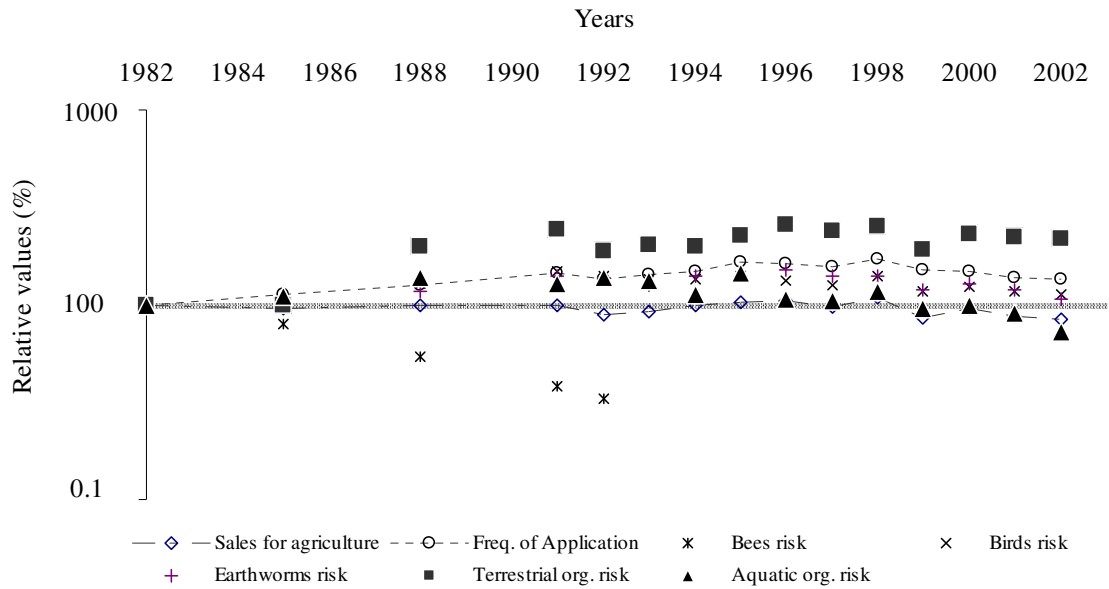 Years
1982 1984 1986 1988 1990 1992 1994 1996 1998 2000 2002
1000
100
0.1
Relative values (%)
Sales for agriculture Freq. of Application Bees risk Birds risk
Earthworms risk Terrestrial org. risk Aquatic org. risk